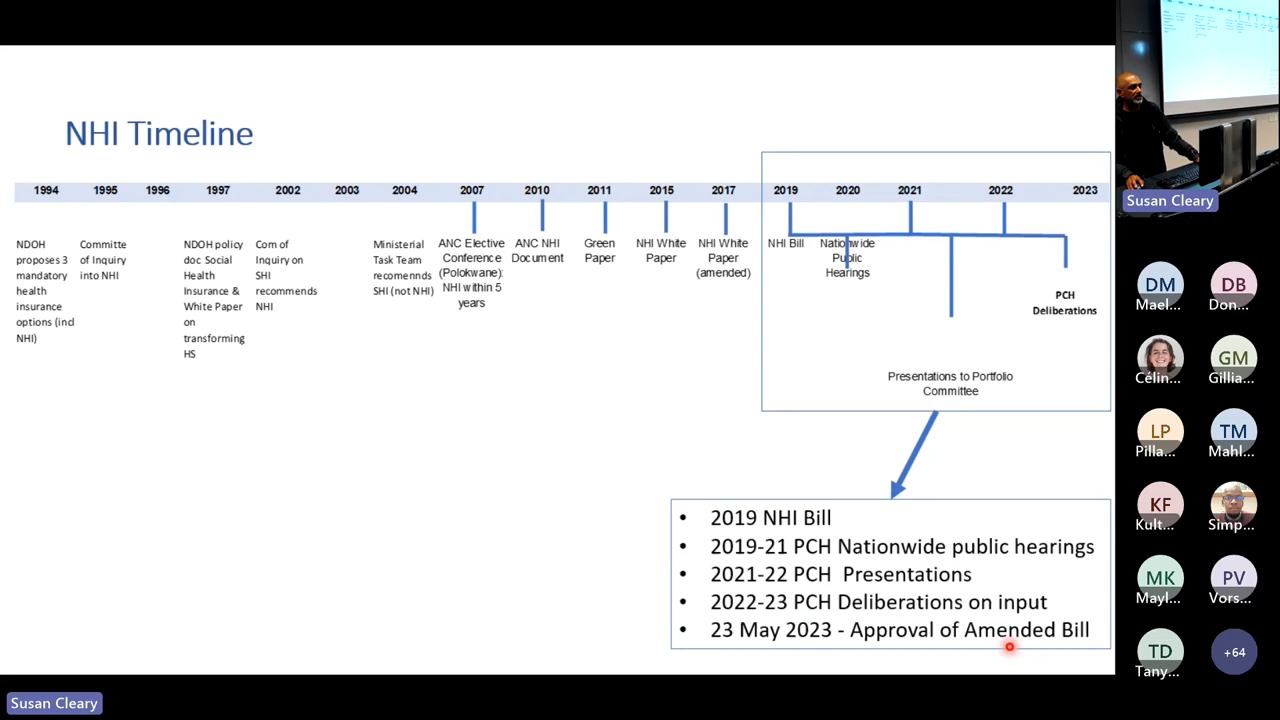 NHI Timeline
1994 1995 1996 1997 2002 2003 2004 2007 2010 2011 2015 2017 2019 2020 2021 2022 2023
NDOH
proposes 3
mandatory
health
insurance
options (incl
NHI)
Committe
of Inquiry
into NHI
NDOH policy
doc Social
Health
Insurance &
White Paper
on
transforming
HS
Com of
Inquiry on
SHI
recommends
NHI
Ministerial
Task Team
recomennds
SHI (not NHI)
ANC Elective
Conference
(Polokwane):
NHI within 5
years
ANC NHI
Document
Green
Paper
NHI White
Paper
NHI White
Paper
(amended)
NHI Bill
Nationwide
Public
Hearings
PCH
Deliberations
Presentations to Portfolio
Committee
• 2019 NHI Bill
• 2019-21 PCH Nationwide public hearings
• 2021-22 PCH Presentations
• 2022-23 PCH Deliberations on input
• 23 May 2023 - Approval of Amended Bill
Susan Cleary
Susan Cleary
DM
Mael...
DB
Don...
Célin...
GM
Gillia...
LP
Pilla...
TM
Mahl...
KF
Kult...
Simp...
MK
Mayl...
PV
Vors...
TD
Tany...
+64